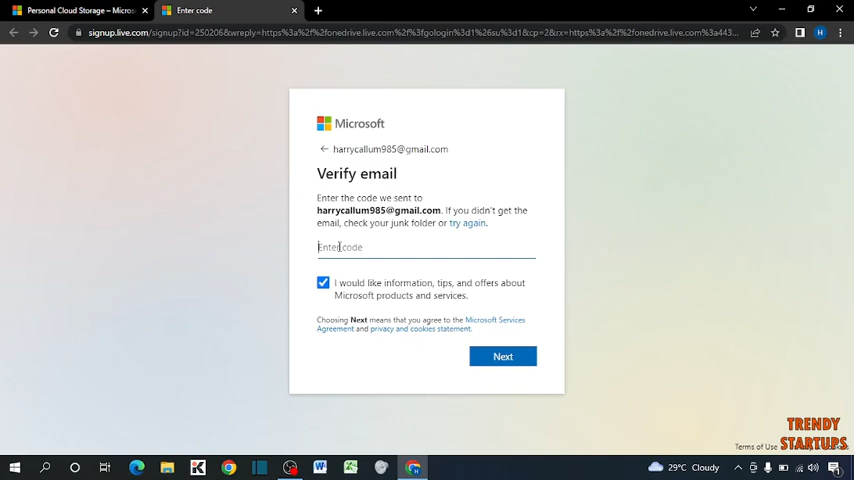 Personal Cloud Storage – Micros
Enter code
signup.live.com/signup?id=250206&wreply=https%3a%2f%2fonedrive.live.com%2f%3fgologin%3d1%26su%3d1&cp=2&rx=https%3a%2f%2fonedrive.live.com%3a443...
H
Microsoft
harrycallum985@gmail.com
Verify email
Enter the code we sent to
harrycallum985@gmail.com. If you didn't get the
email, check your junk folder or try again.
Enter code
I would like information, tips, and offers about
Microsoft products and services.
Choosing Next means that you agree to the Microsoft Services
Agreement and privacy and cookies statement.
Next
TRENDY
STARTUPS
Terms of Use
29°C Cloudy